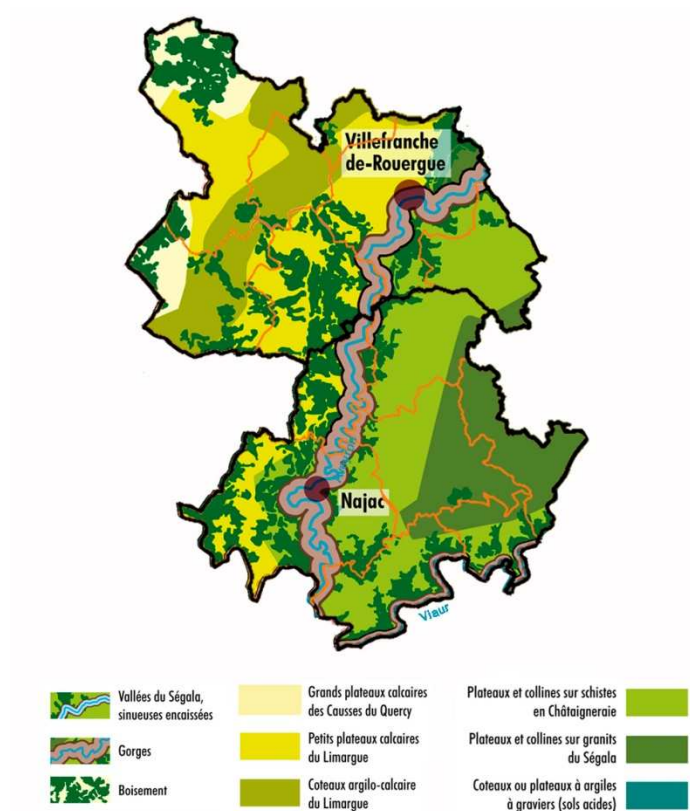 Villefranche
de-Rouergue
Aveyron
Najac
Viaur
Vallées du Ségala,
sinueuses encaissées
Gorges
Boisement
Grands plateaux calcaires
des Causses du Quercy
Petits plateaux calcaires
du Limargue
Coteaux argilo-calcaire
du Limargue
Plateaux et collines sur schistes
en Châtaigneraie
Plateaux et collines sur granits
du Ségala
Coteaux ou plateaux à argiles
à graviers (sols acides)